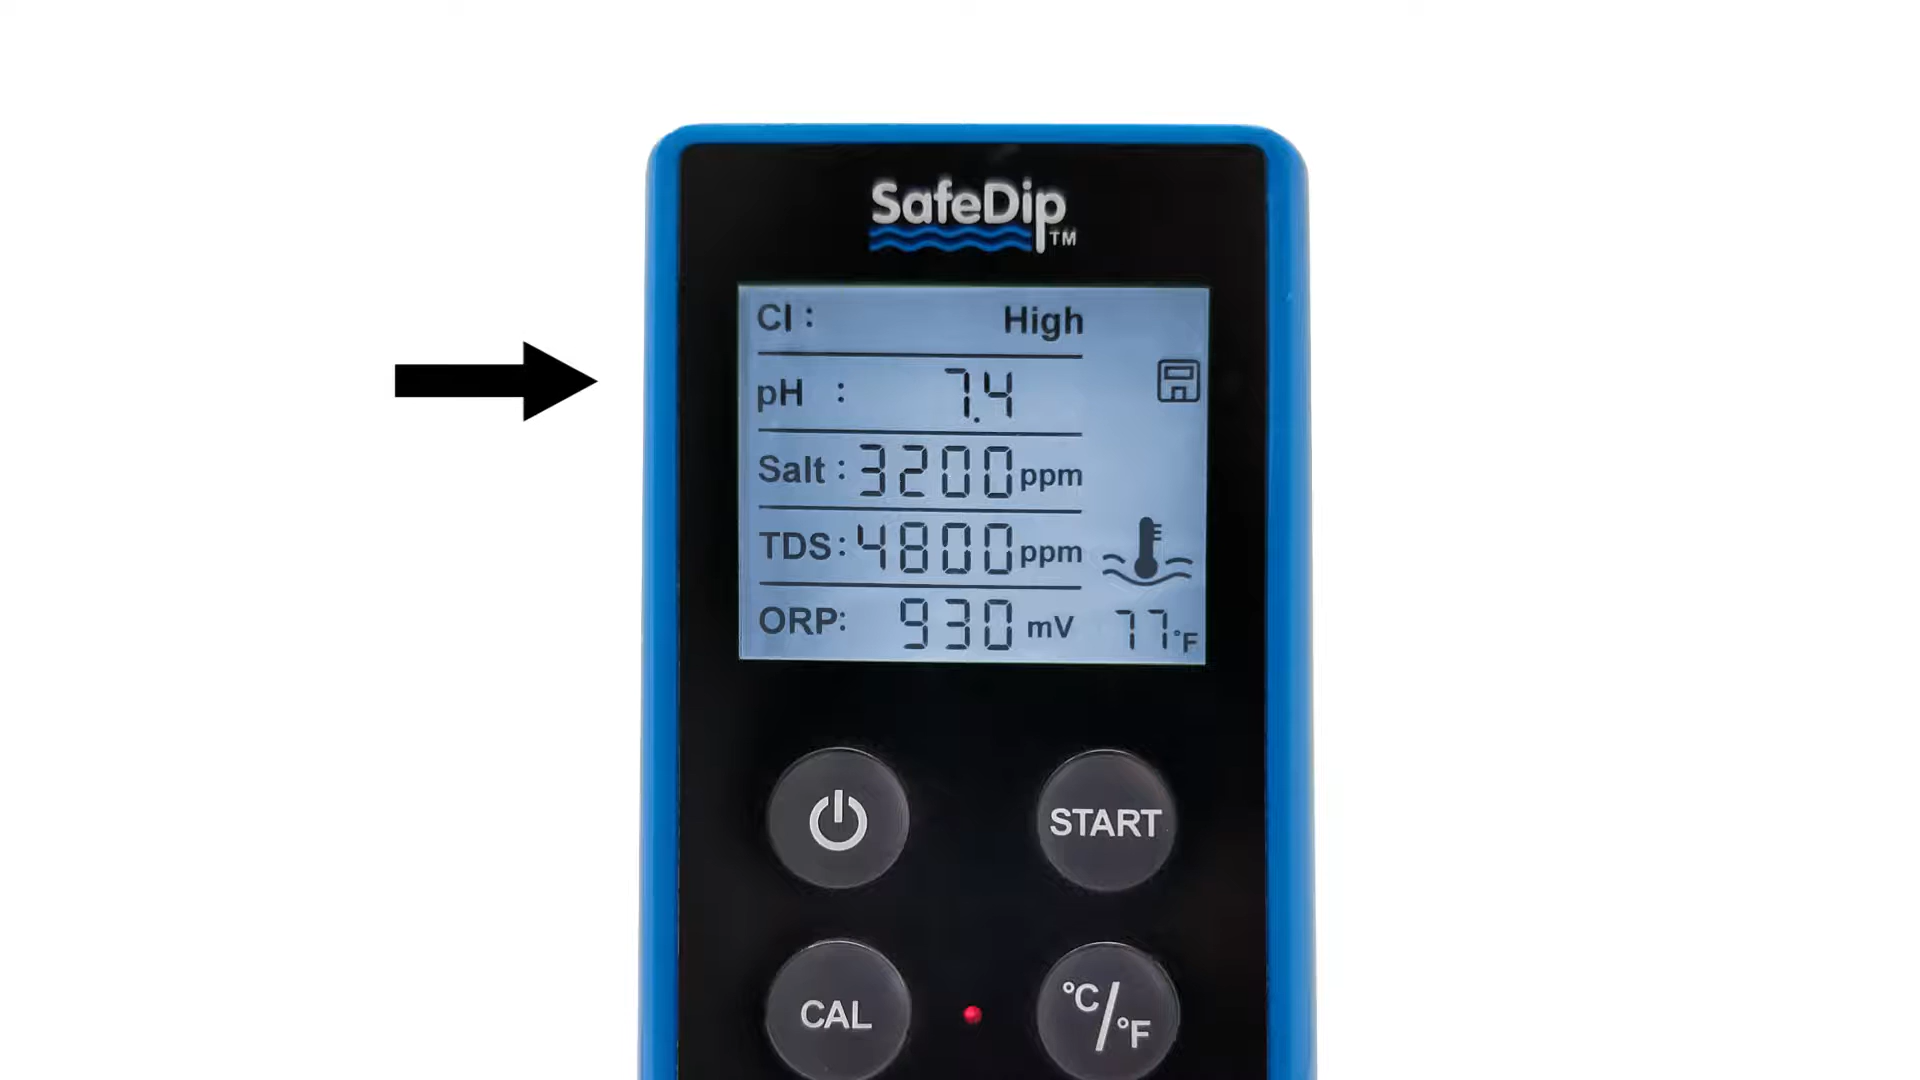 SafeDip™
Cl : High
pH : 7.4
Salt : 3200 ppm
TDS : 4800 ppm
ORP: 930 mV 77°F
START
CAL
°C/°F